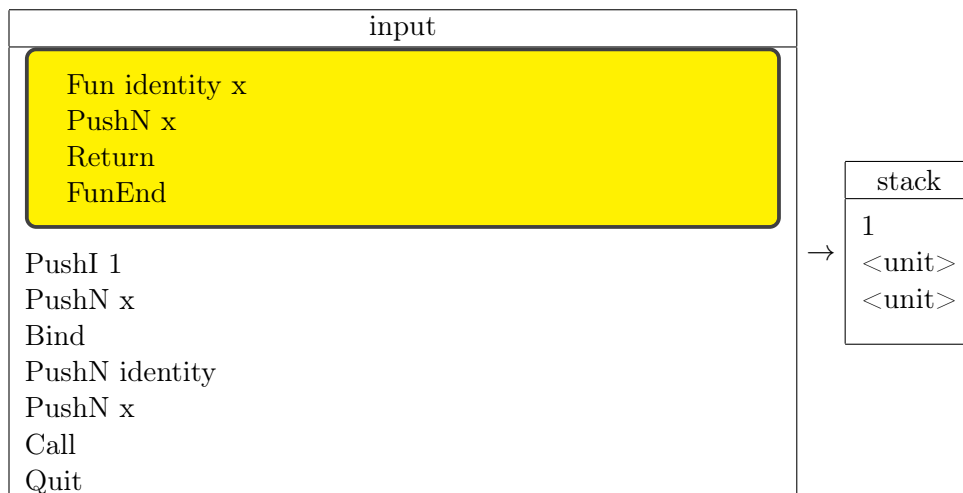 input
Fun identity x
PushN x
Return
FunEnd
PushI 1
PushN x
Bind
PushN identity
PushN x
Call
Quit
→
stack
1
<unit>
<unit>